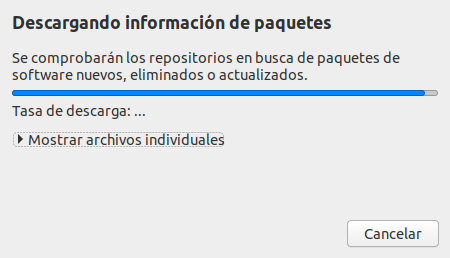 Descargando información de paquetes
Se comprobarán los repositorios en busca de paquetes de
software nuevos, eliminados o actualizados.
Tasa de descarga: ...
Mostrar archivos individuales
Cancelar